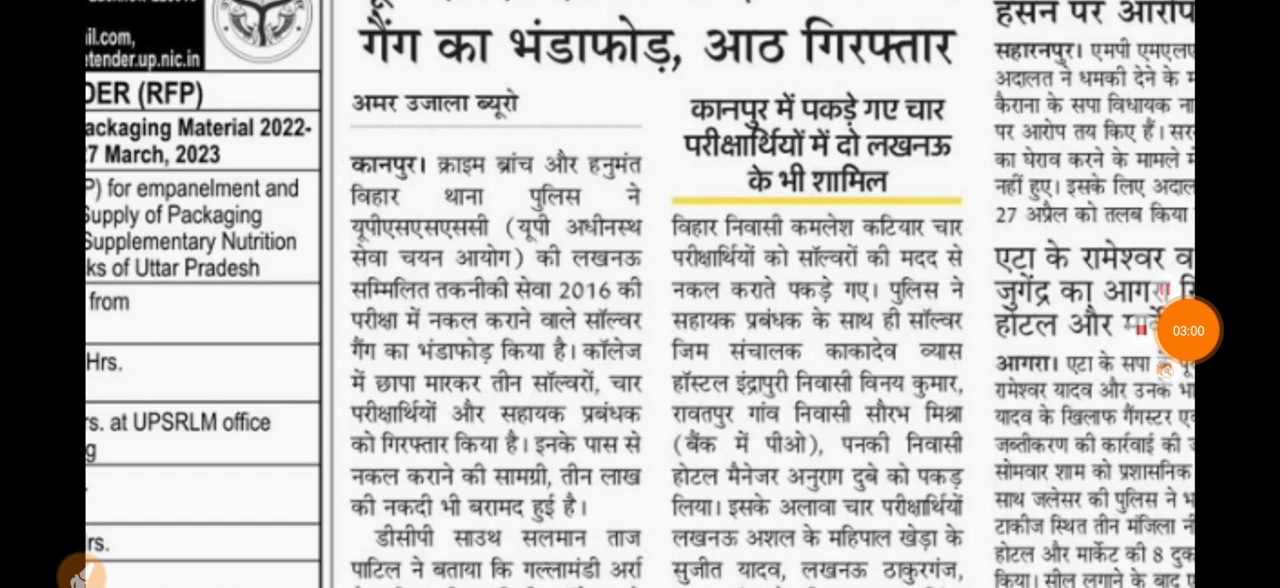 il.com,
etender.up.nic.in
DER (RFP)
ackaging Material 2022-
27 March, 2023
P) for empanelment and
Supply of Packaging
Supplementary Nutrition
ks of Uttar Pradesh
from
Hrs.
rs. at UPSRLM office
g
rs.
गैंग का भंडाफोड़, आठ गिरफ्तार
अमर उजाला ब्यूरो
कानपुर। क्राइम ब्रांच और हनुमंत
विहार थाना पुलिस ने
यूपीएसएसएससी (यूपी अधीनस्थ
सेवा चयन आयोग) की लखनऊ
सम्मिलित तकनीकी सेवा 2016 की
परीक्षा में नकल कराने वाले सॉल्वर
गैंग का भंडाफोड़ किया है। कॉलेज
में छापा मारकर तीन सॉल्वरों, चार
परीक्षार्थियों और सहायक प्रबंधक
को गिरफ्तार किया है। इनके पास से
नकल कराने की सामग्री, तीन लाख
की नकदी भी बरामद हुई है।
डीसीपी साउथ सलमान ताज
पाटिल ने बताया कि गल्लामंडी अर्रा
कानपुर में पकड़े गए चार
परीक्षार्थियों में दो लखनऊ
के भी शामिल
विहार निवासी कमलेश कटियार चार
परीक्षार्थियों को सॉल्वरों की मदद से
नकल कराते पकड़े गए। पुलिस ने
सहायक प्रबंधक के साथ ही सॉल्वर
जिम संचालक काकादेव व्यास
हॉस्टल इंद्रापुरी निवासी विनय कुमार,
रावतपुर गांव निवासी सौरभ मिश्रा
(बैंक में पीओ), पनकी निवासी
होटल मैनेजर अनुराग दुबे को पकड़
लिया। इसके अलावा चार परीक्षार्थियों
लखनऊ अशल के महिपाल खेड़ा के
सुजीत यादव, लखनऊ ठाकुरगंज,
हसन पर आरोप
सहारनपुर। एमपी एमएलए
अदालत ने धमकी देने के म
कैराना के सपा विधायक ना
पर आरोप तय किए हैं। सर
का घेराव करने के मामले में
नहीं हुए। इसके लिए अदाल
27 अप्रैल को तलब किया
एटा के रामेश्वर व
जुगेंद्र का आगरा
होटल और
03:00
आगरा। एटा के सपा के पू
रामेश्वर यादव और उनके भा
यादव के खिलाफ गैंगस्टर ए
जब्तीकरण की कार्रवाई की
सोमवार शाम को प्रशासनिक
साथ जलेसर की पुलिस ने भ
टाकीज स्थित तीन मंजिला नी
होटल और मार्केट की 8 दुक
किया। सील लगाने के बाद